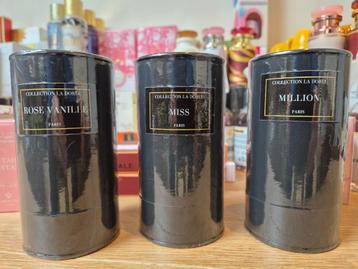 COLLECTION LA DORÉE
ROSE VANILLE
PARIS
COLLECTION LA DORÉE
MISS
PARIS
COLLECTION LA DORÉE
MILLION
PARIS